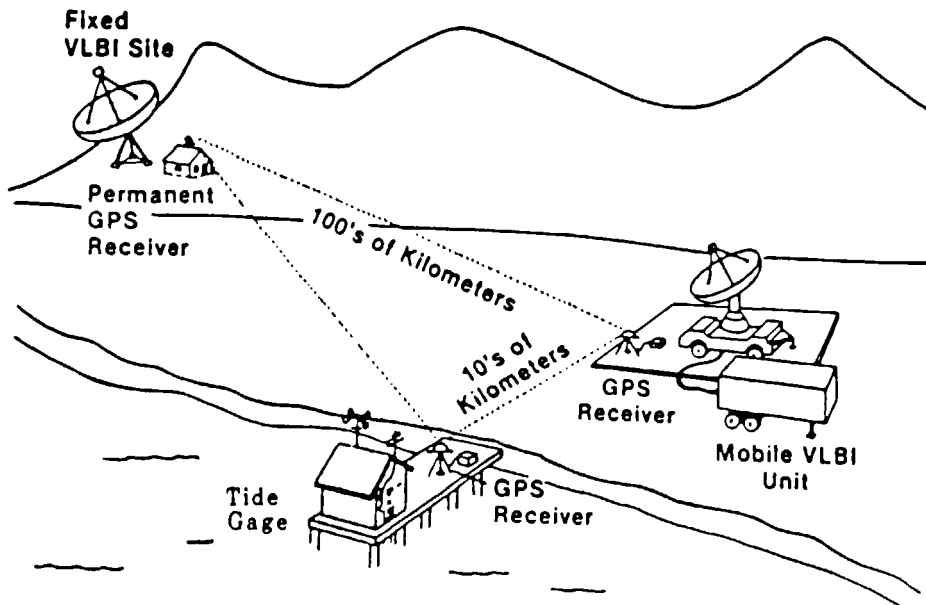 Fixed
VLBI Site
Permanent
GPS
Receiver
100's of Kilometers
10's of
Kilometers
GPS
Receiver
Mobile VLBI
Unit
Tide
Gage
GPS
Receiver